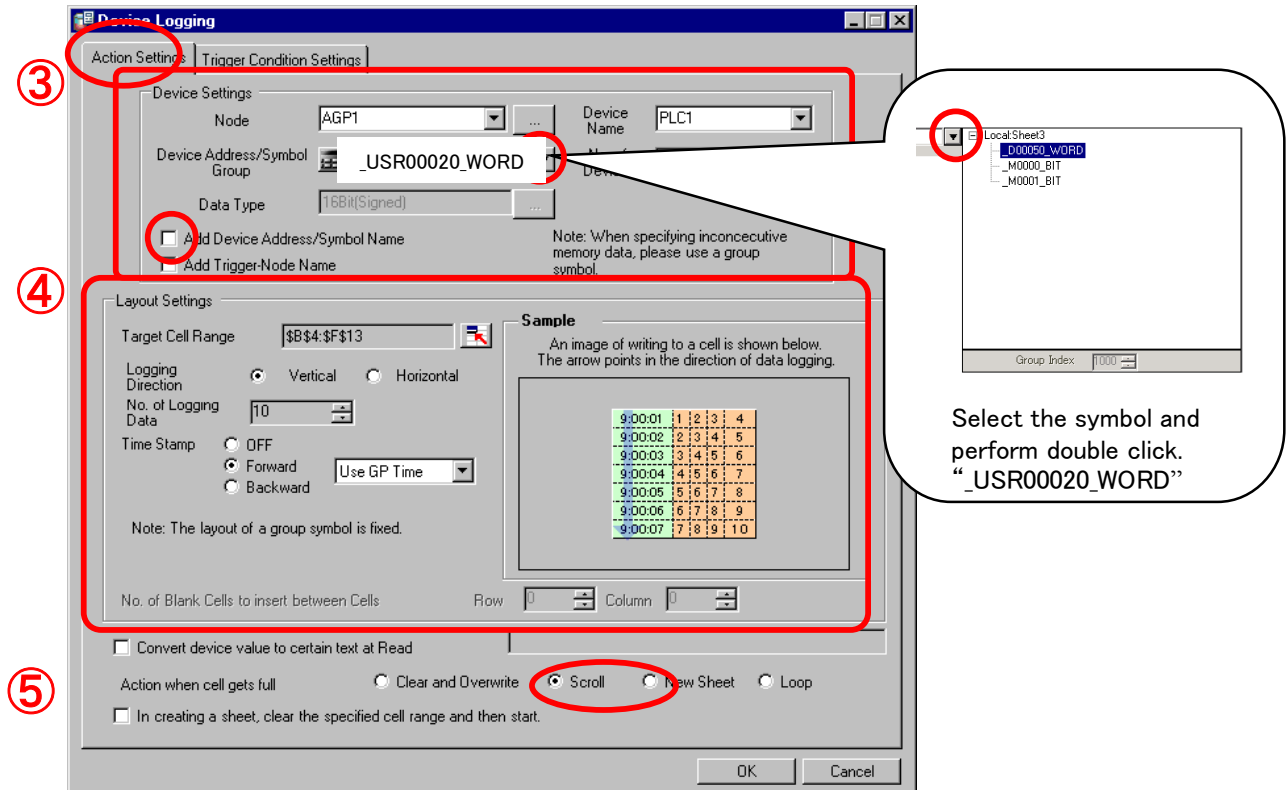 Device Logging
Action Settings
Trigger Condition Settings
③
Device Settings
Node
AGP1
...
Device Name
PLC1
Device Address/Symbol Group
_USR00020_WORD
Data Type
16Bit(Signed)
...
Add Device Address/Symbol Name
Add Trigger-Node Name
Note: When specifying inconcecutive
memory data, please use a group
symbol.
④
Layout Settings
Target Cell Range
$B$4:$F$13
Logging Direction
Vertical
Horizontal
No. of Logging Data
10
Time Stamp
OFF
Forward
Backward
Use GP Time
Note: The layout of a group symbol is fixed.
Sample
An image of writing to a cell is shown below.
The arrow points in the direction of data logging.
9:00:01 1 2 3 4
9:00:02 2 3 4 5
9:00:03 3 4 5 6
9:00:04 4 5 6 7
9:00:05 5 6 7 8
9:00:06 6 7 8 9
9:00:07 7 8 9 10
No. of Blank Cells to insert between Cells
Row
0
Column
0
Convert device value to certain text at Read
⑤
Action when cell gets full
Clear and Overwrite
Scroll
New Sheet
Loop
In creating a sheet, clear the specified cell range and then start.
OK
Cancel
Local:Sheet3
_D00050_WORD
_M0000_BIT
_M0001_BIT
Group Index
1000
Select the symbol and
perform double click.
“_USR00020_WORD”